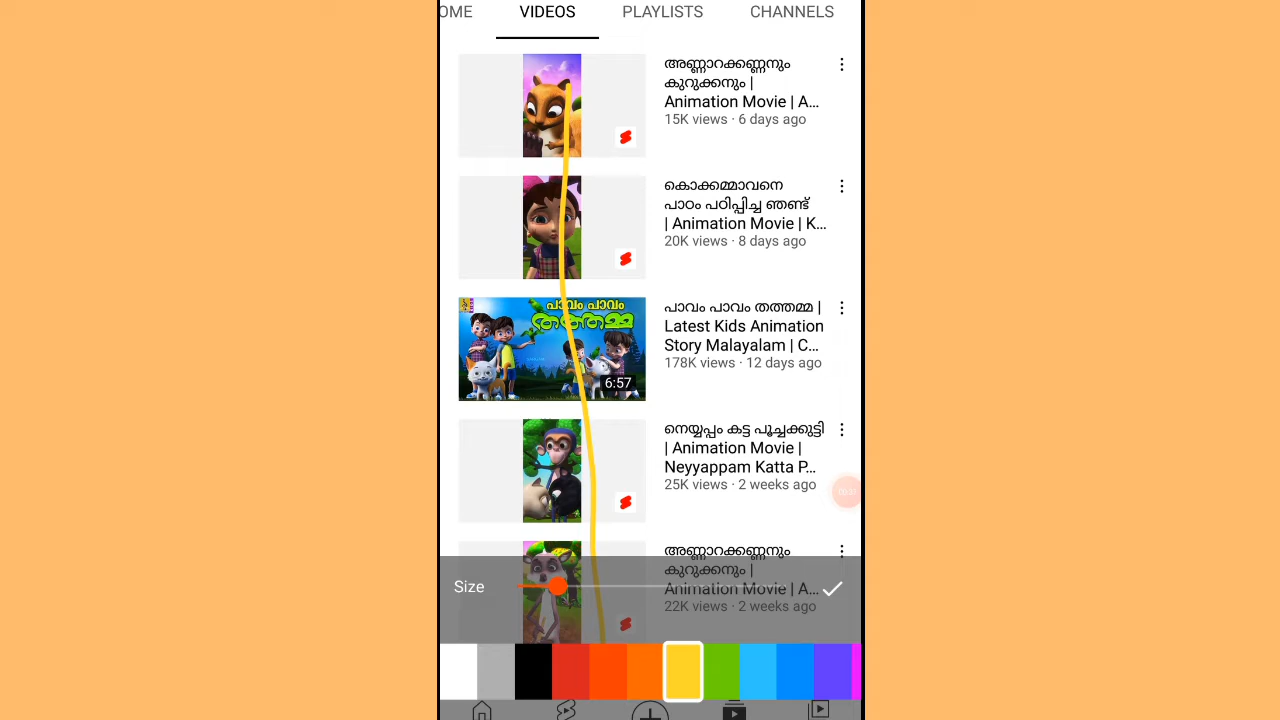 OME VIDEOS PLAYLISTS CHANNELS
അണ്ണാറക്കണ്ണനും
കുറുക്കനും |
Animation Movie | A...
15K views · 6 days ago
കൊക്കമ്മാവനെ
പാഠം പഠിപ്പിച്ച ഞണ്ട്
| Animation Movie | K...
20K views · 8 days ago
പാവം പാവം
തത്തമ്മ
6:57
പാവം പാവം തത്തമ്മ |
Latest Kids Animation
Story Malayalam | C...
178K views · 12 days ago
നെയ്യപ്പം കട്ട പൂച്ചക്കുട്ടി
| Animation Movie |
Neyyappam Katta P...
25K views · 2 weeks ago
അണ്ണാറക്കണ്ണനും
കുറുക്കനും |
Animation Movie | A...
22K views · 2 weeks ago
Size